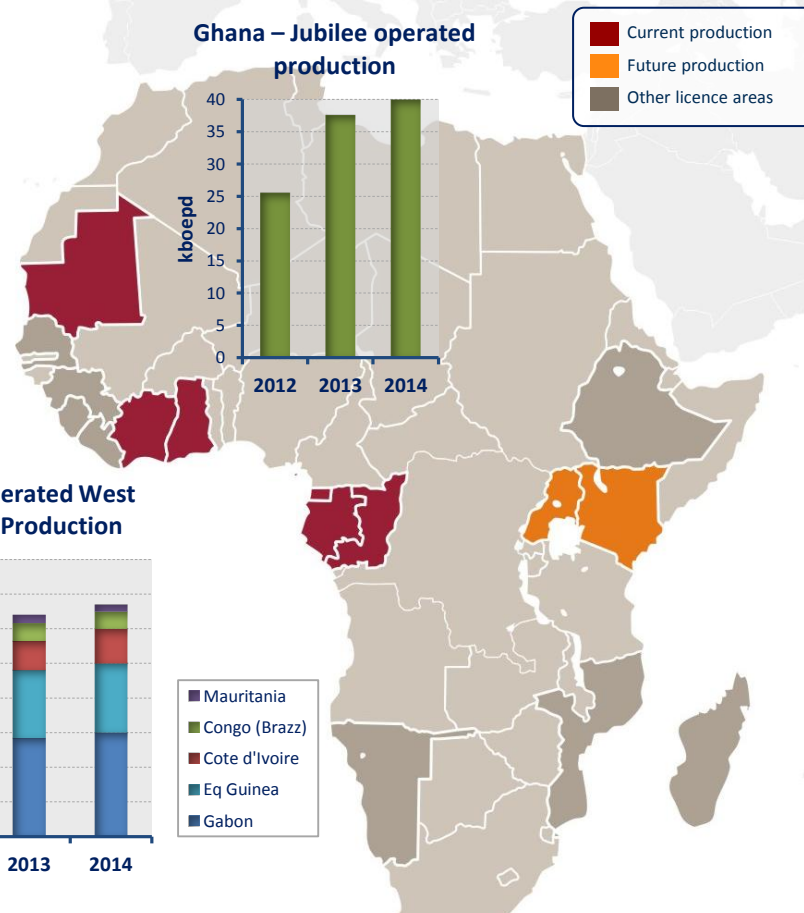 Ghana – Jubilee operated
production
Current production
Future production
Other licence areas
kboepd
40
35
30
25
20
15
10
5
0
2012 2013 2014
West
Production
Mauritania
Congo (Brazz)
Cote d'Ivoire
Eq Guinea
Gabon
2013 2014